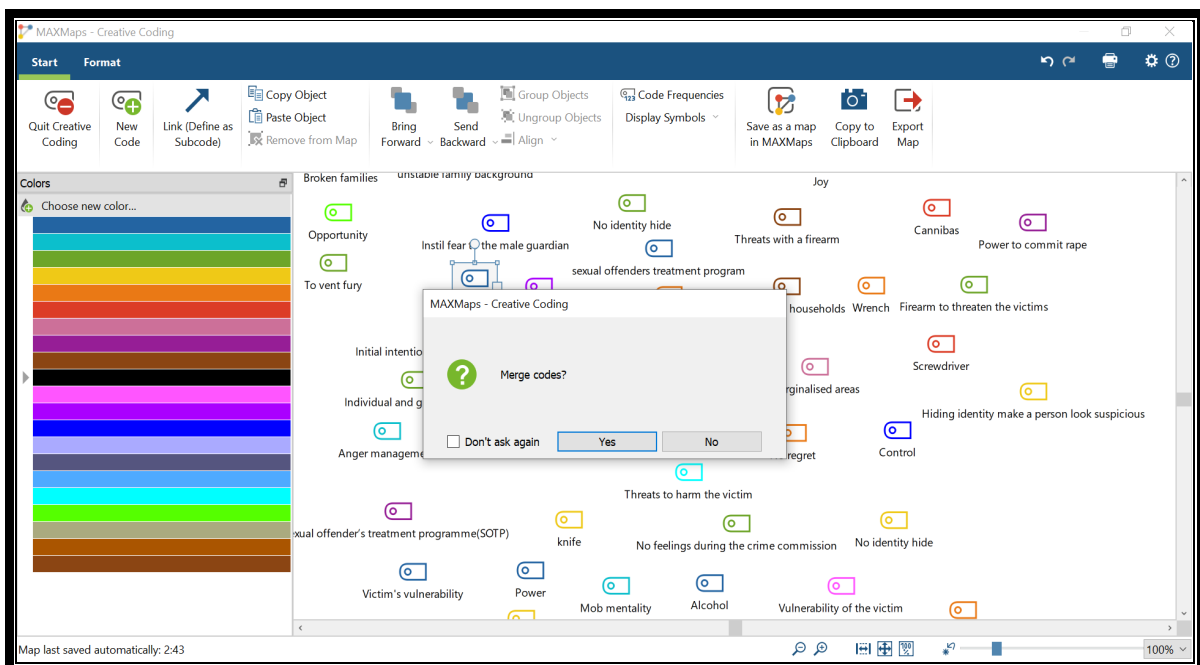 MAXMaps - Creative Coding
Start Format
Quit Creative Coding
New Code
Link (Define as Subcode)
Copy Object
Paste Object
Remove from Map
Bring Forward
Send Backward
Group Objects
Ungroup Objects
Align
Code Frequencies
Display Symbols
Save as a map in MAXMaps
Copy to Clipboard
Export Map
Colors
Choose new color...
Broken families
unstable family background
Joy
Opportunity
Instil fear the male guardian
No identity hide
Threats with a firearm
Cannibas
Power to commit rape
To vent fury
sexual offenders treatment program
MAXMaps - Creative Coding
Merge codes?
Don't ask again
Yes
No
households
Wrench
Firearm to threaten the victims
Initial intentio
Screwdriver
rginalised areas
Individual and g
Hiding identity make a person look suspicious
Anger manageme
regret
Control
Threats to harm the victim
xual offender's treatment programme(SOTP)
knife
No feelings during the crime commission
No identity hide
Victim's vulnerability
Power
Mob mentality
Alcohol
Vulnerability of the victim
Map last saved automatically: 2:43
100%